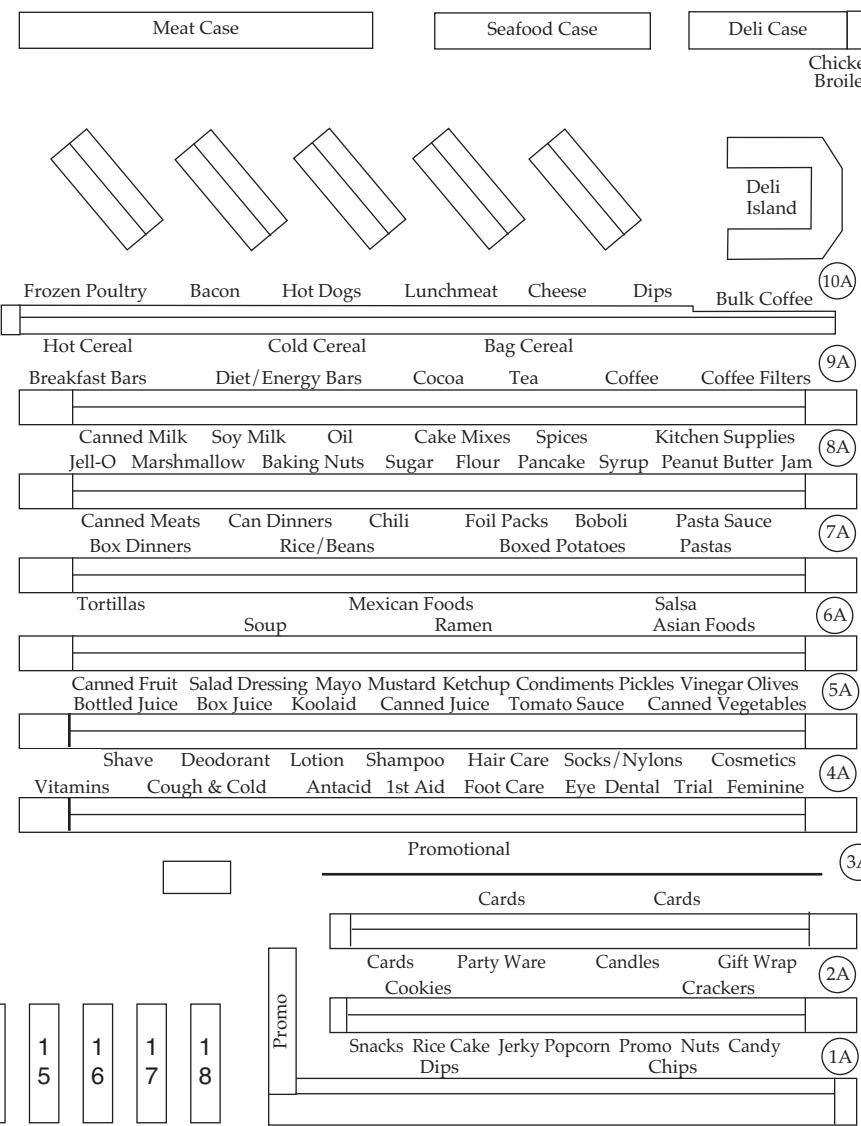 Meat Case Seafood Case Deli Case
Chicke
Broile
Deli
Island
10A
Frozen Poultry Bacon Hot Dogs Lunchmeat Cheese Dips Bulk Coffee
Hot Cereal Cold Cereal Bag Cereal
9A
Breakfast Bars Diet/Energy Bars Cocoa Tea Coffee Coffee Filters
Canned Milk Soy Milk Oil Cake Mixes Spices Kitchen Supplies
8A
Jell-O Marshmallow Baking Nuts Sugar Flour Pancake Syrup Peanut Butter Jam
Canned Meats Can Dinners Chili Foil Packs Boboli Pasta Sauce
7A
Box Dinners Rice/Beans Boxed Potatoes Pastas
Tortillas Mexican Foods Salsa
6A
Soup Ramen Asian Foods
Canned Fruit Salad Dressing Mayo Mustard Ketchup Condiments Pickles Vinegar Olives
5A
Bottled Juice Box Juice Koolaid Canned Juice Tomato Sauce Canned Vegetables
Shave Deodorant Lotion Shampoo Hair Care Socks/Nylons Cosmetics
4A
Vitamins Cough & Cold Antacid 1st Aid Foot Care Eye Dental Trial Feminine
Promotional
3A
Cards Cards
Cards Party Ware Candles Gift Wrap
2A
Cookies Crackers
Promo
Snacks Rice Cake Jerky Popcorn Promo Nuts Candy
1A
Dips Chips
15 16 17 18